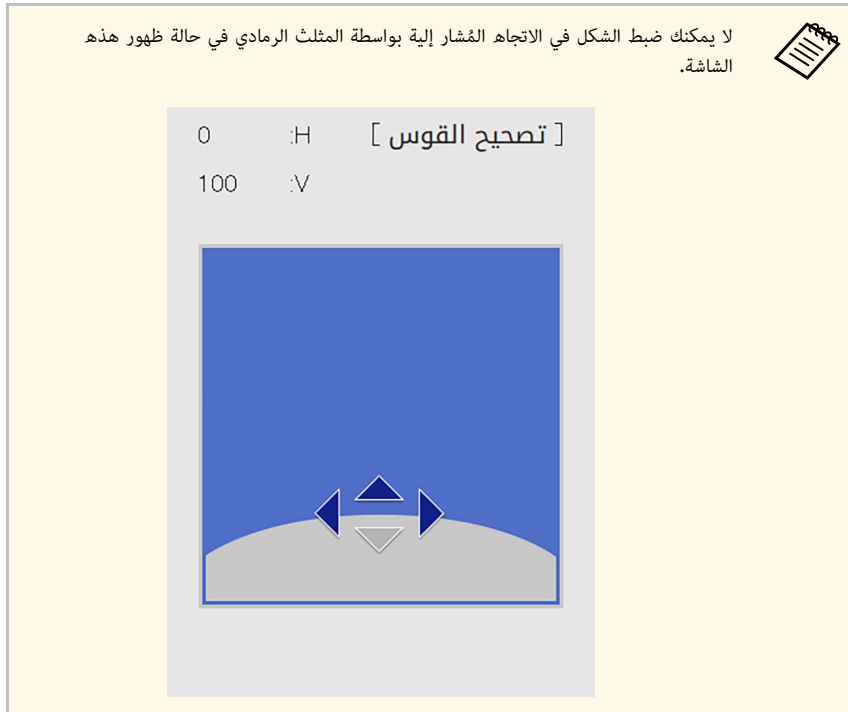 لا يمكنك ضبط الشكل في الاتجاه المُشار إلية بواسطة المثلث الرمادي في حالة ظهور هذه
الشاشة.
[ تصحيح القوس ] H: 0
V: 100